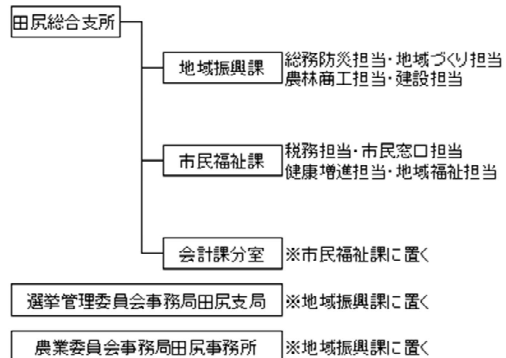 田尻総合支所
地域振興課 総務防災担当・地域づくり担当
農林商工担当・建設担当
市民福祉課 税務担当・市民窓口担当
健康増進担当・地域福祉担当
会計課分室 ※市民福祉課に置く
選挙管理委員会事務局田尻支局 ※地域振興課に置く
農業委員会事務局田尻事務所 ※地域振興課に置く